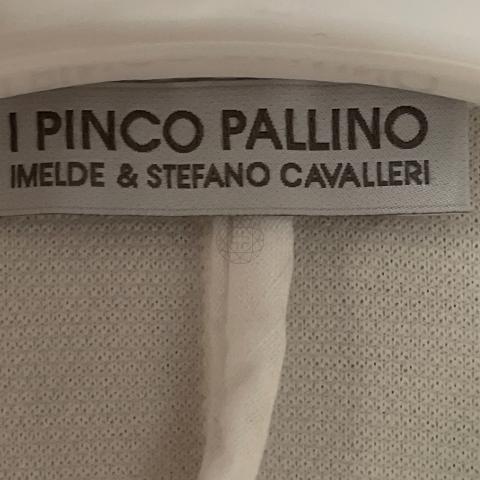 I PINCO PALLINO
IMELDE & STEFANO CAVALLERI